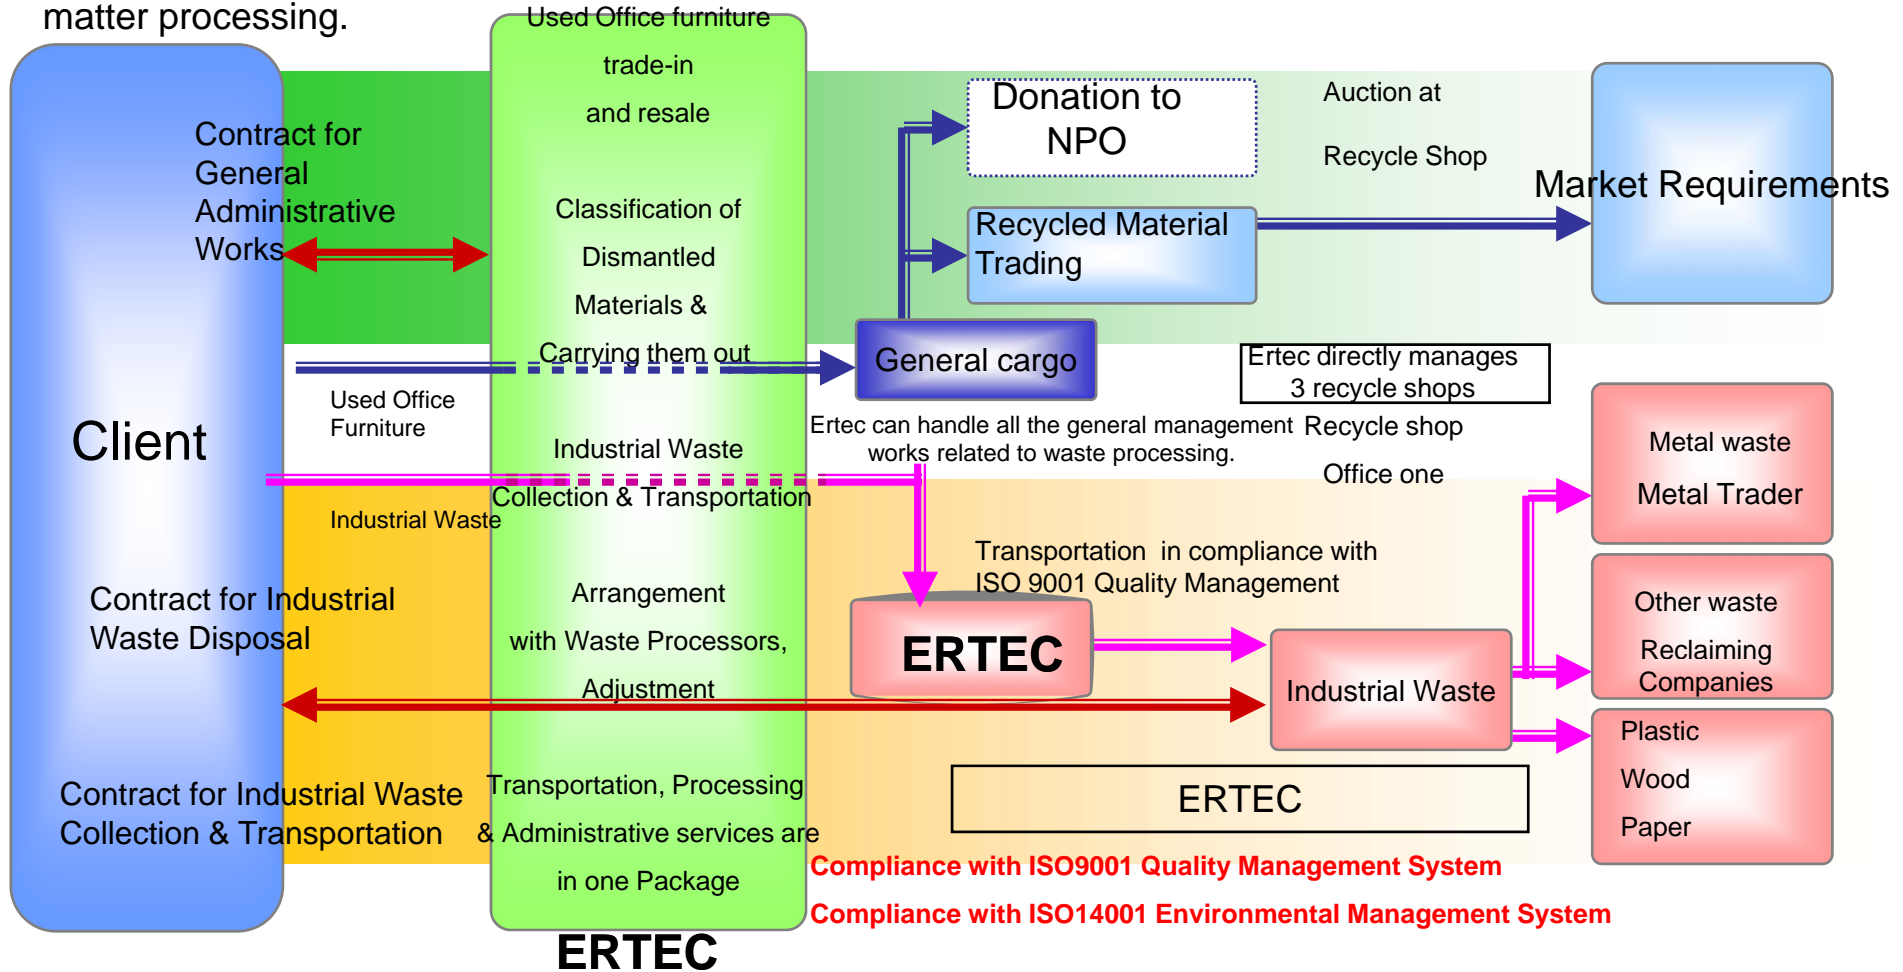 matter processing.
Client
Contract for
General
Administrative
Works
Used Office
Furniture
Industrial Waste
Contract for Industrial
Waste Disposal
Contract for Industrial Waste
Collection & Transportation
Used Office furniture
trade-in
and resale
Classification of
Dismantled
Materials &
Carrying them out
Industrial Waste
Collection & Transportation
Arrangement
with Waste Processors,
Adjustment
Transportation, Processing
& Administrative services are
in one Package
ERTEC
Donation to
NPO
Recycled Material
Trading
General cargo
Auction at
Recycle Shop
Market Requirements
Ertec directly manages
3 recycle shops
Ertec can handle all the general management
works related to waste processing.
Recycle shop
Office one
Transportation  in compliance with
ISO 9001 Quality Management
ERTEC
Industrial Waste
Metal waste
Metal Trader
Other waste
Reclaiming
Companies
Plastic
Wood
Paper
ERTEC
Compliance with ISO9001 Quality Management System
Compliance with ISO14001 Environmental Management System